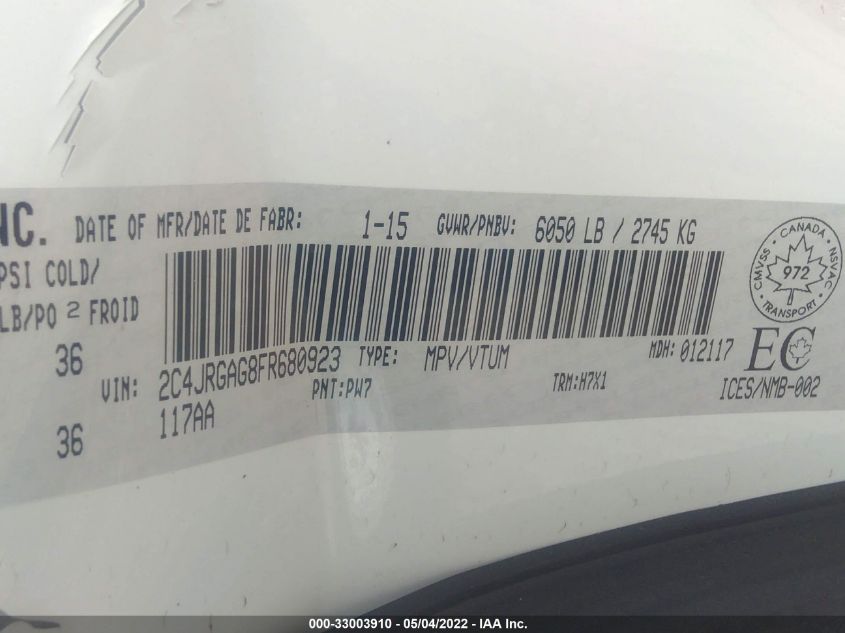 NC. DATE OF MFR/DATE DE FABR: 1-15 GVWR/PNBV: 6050 LB / 2745 KG
PSI COLD/
LB/PO 2 FROID
36
VIN: 2C4JRGAG8FR680923 TYPE: MPV/VTUM MDH: 012117
PNT:PW7 TRM:H7X1
117AA
36
CANADA
CMVSS NSVAC
972
TRANSPORT
EC
ICES/NMB-002
000-33003910 - 05/04/2022 - IAA Inc.